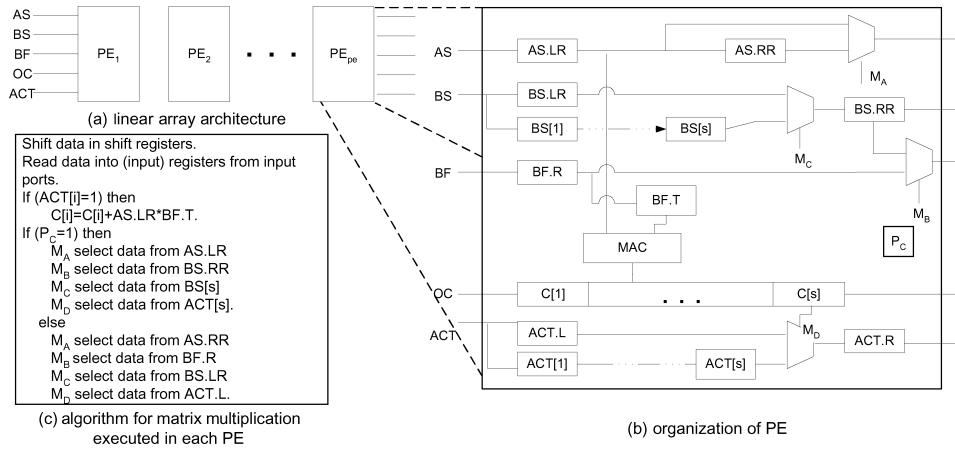 AS
BS
BF
OC
ACT
PE1
PE2
PEpe
(a) linear array architecture
Shift data in shift registers.
Read data into (input) registers from input
ports.
If (ACT[i]=1) then
C[i]=C[i]+AS.LR*BF.T.
If (PC=1) then
MA select data from AS.LR
MB select data from BS.RR
MC select data from BS[s]
MD select data from ACT[s].
else
MA select data from AS.RR
MB select data from BF.R
MC select data from BS.LR
MD select data from ACT.L.
(c) algorithm for matrix multiplication
executed in each PE
AS
AS.LR
AS.RR
MA
BS
BS.LR
BS.RR
BS[1]
BS[s]
MC
BF
BF.R
BF.T
MB
MAC
PC
OC
C[1]
. . .
C[s]
ACT
ACT.L
MD
ACT.R
ACT[1]
ACT[s]
(b) organization of PE